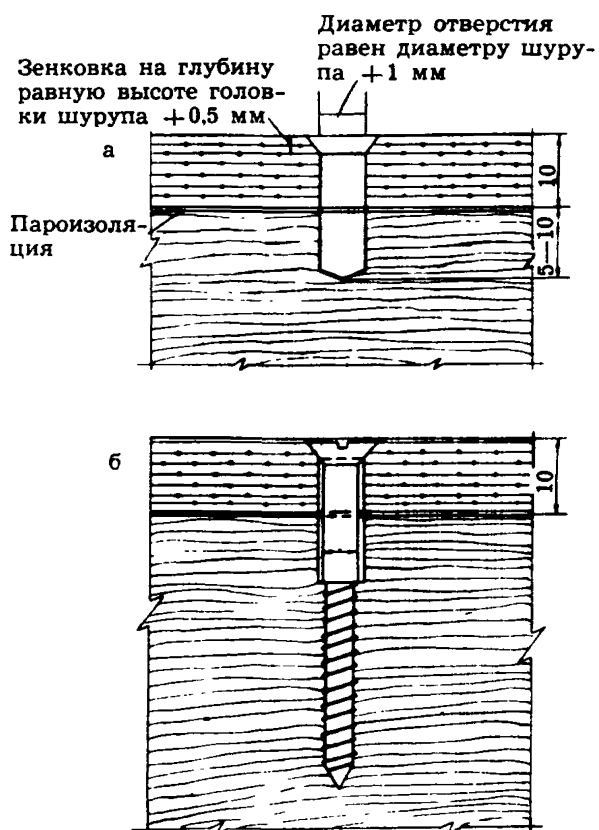 Диаметр отверстия
равен диаметру шуру-
па +1 мм
Зенковка на глубину
равную высоте голов-
ки шурупа +0,5 мм
а
10
Пароизоля-
ция
5—10
б
10